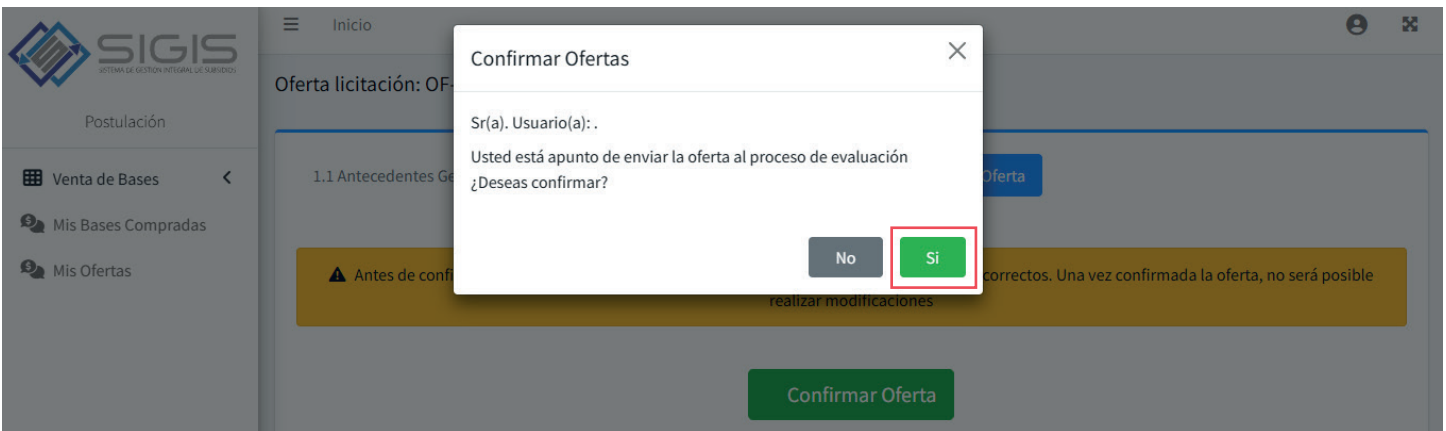 SIGIS
SISTEMA DE GESTIÓN INTEGRAL DE SUBSIDIOS
Postulación
Venta de Bases
Mis Bases Compradas
Mis Ofertas
Inicio
Oferta licitación: OF-
1.1 Antecedentes Ge
Oferta
Antes de confi
correctos. Una vez confirmada la oferta, no será posible
realizar modificaciones
Confirmar Oferta
Confirmar Ofertas
Sr(a). Usuario(a): .
Usted está apunto de enviar la oferta al proceso de evaluación
¿Deseas confirmar?
No
Si